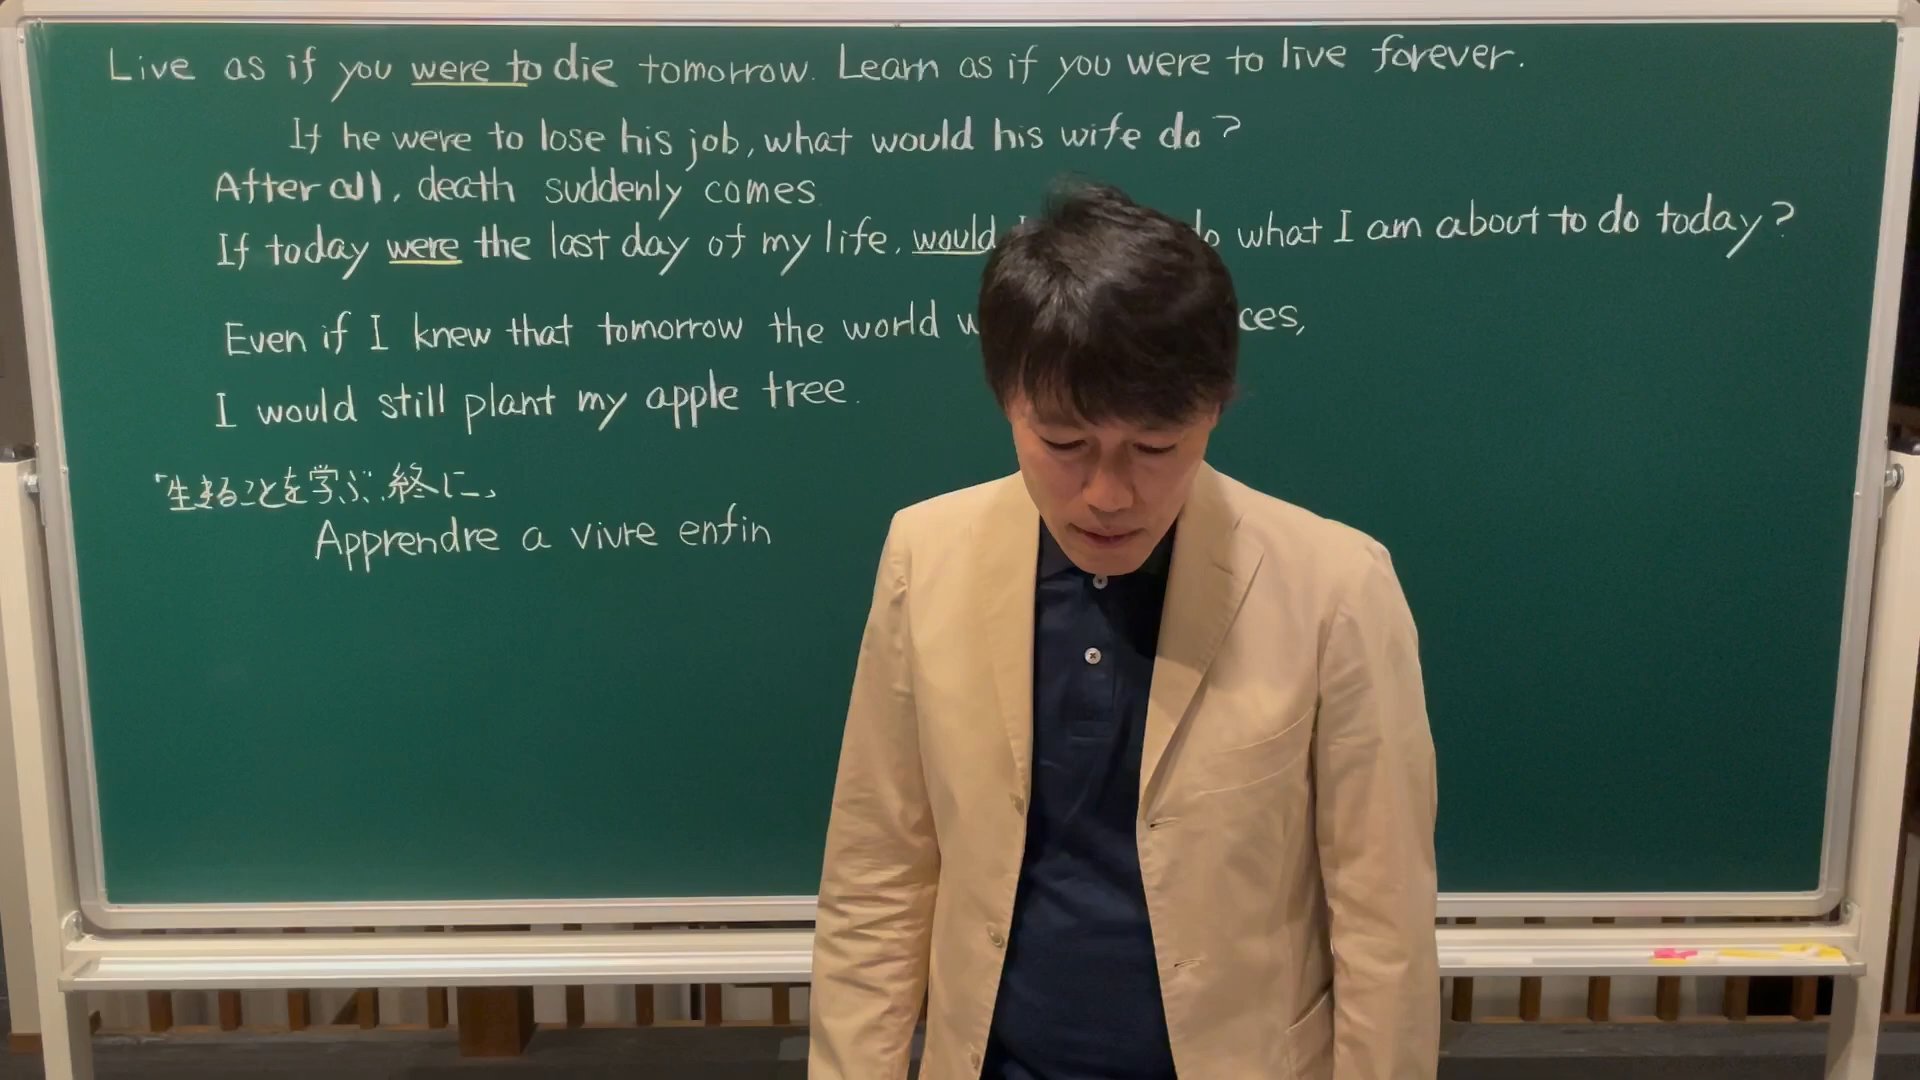 Live as if you were to die tomorrow. Learn as if you were to live forever.
If he were to lose his job, what would his wife do?
After all, death suddenly comes.
If today were the last day of my life, would do what I am about to do today?
Even if I knew that tomorrow the world ces,
I would still plant my apple tree.
「生まることを学ぶ、終に、
Apprendre a vivre enfin